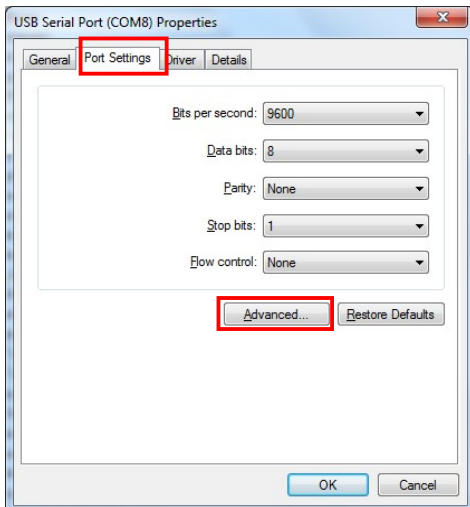 USB Serial Port (COM8) Properties
General Port Settings Driver Details
Bits per second: 9600
Data bits: 8
Parity: None
Stop bits: 1
Flow control: None
Advanced... Restore Defaults
OK Cancel